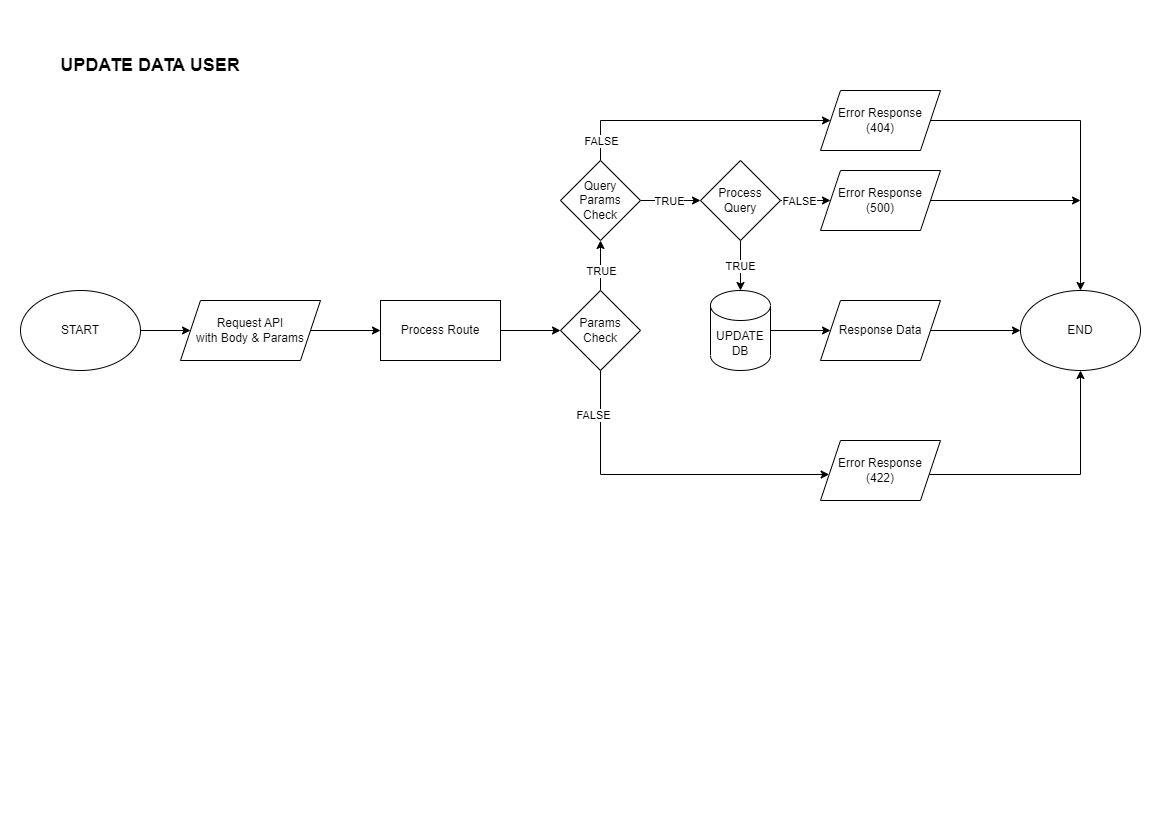 UPDATE DATA USER
Error Response
(404)
FALSE
Query
Params
Check
TRUE
Process
Query
FALSE
Error Response
(500)
TRUE
TRUE
START
Request API
with Body & Params
Process Route
Params
Check
UPDATE
DB
Response Data
END
FALSE
Error Response
(422)